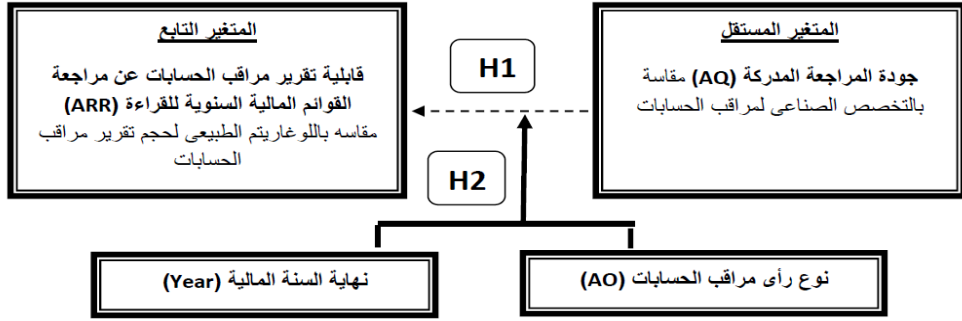 المتغير المستقل
جودة المراجعة المدركة (AQ) مقاسة
بالتخصص الصناعى لمراقب الحسابات
H1
المتغير التابع
قابلية تقرير مراقب الحسابات عن مراجعة
القوائم المالية السنوية للقراءة (ARR)
مقاسه باللوغاريتم الطبيعى لحجم تقرير مراقب
الحسابات
H2
نوع رأى مراقب الحسابات (AO)
نهاية السنة المالية (Year)